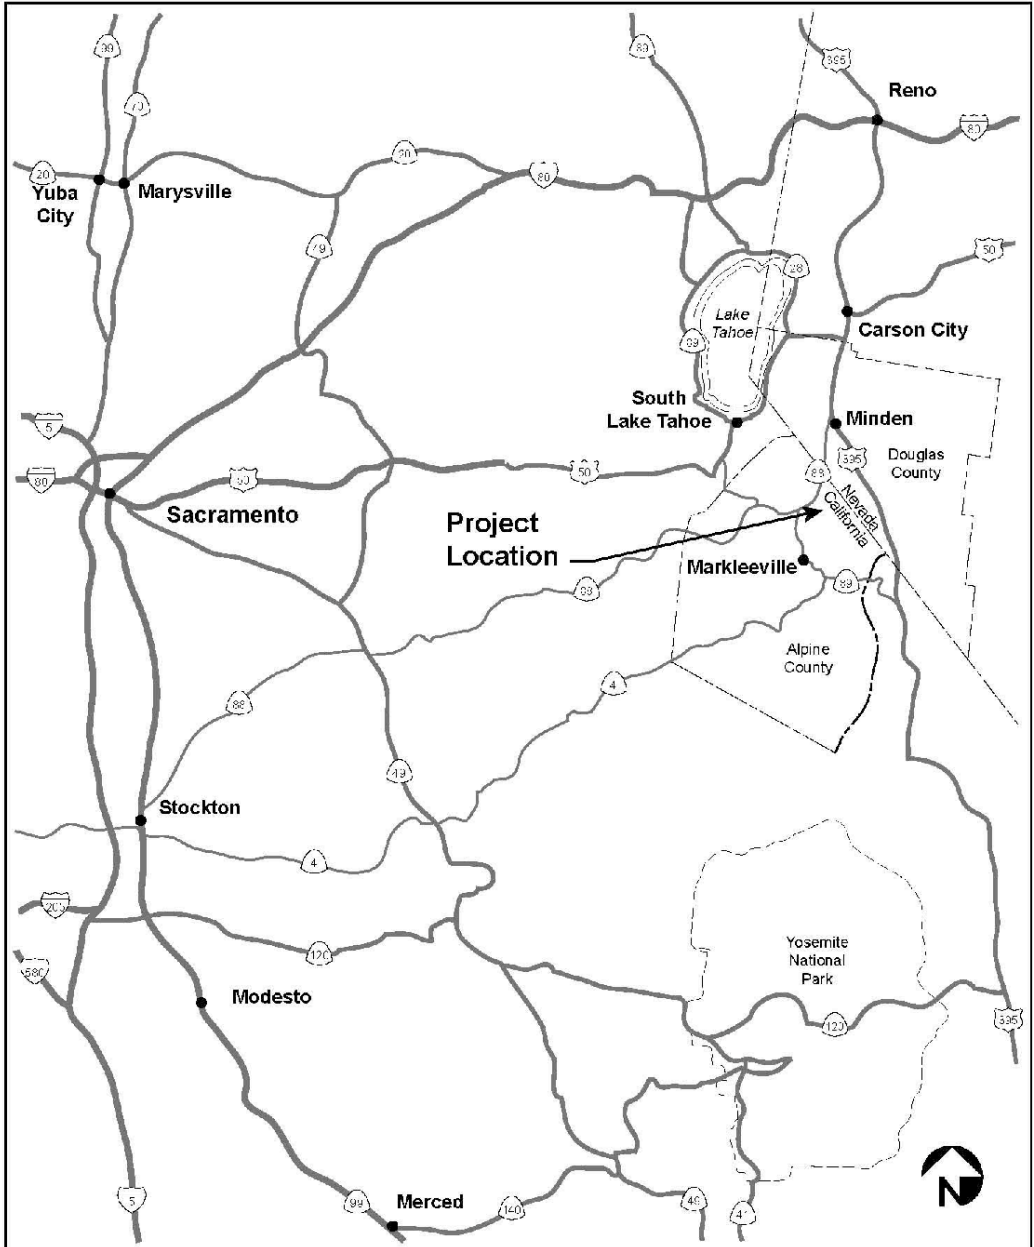 99
89
395
Reno
70
80
20
20
Yuba
City
Marysville
80
49
50
28
Lake
Tahoe
Carson City
89
South
Lake Tahoe
Minden
5
395
Douglas
County
80
50
50
88
Nevada
California
Sacramento
Project
Location
Markleeville
89
88
Alpine
County
4
88
49
Stockton
4
205
120
Yosemite
National
Park
580
Modesto
120
395
5
99
Merced
140
49
41
N